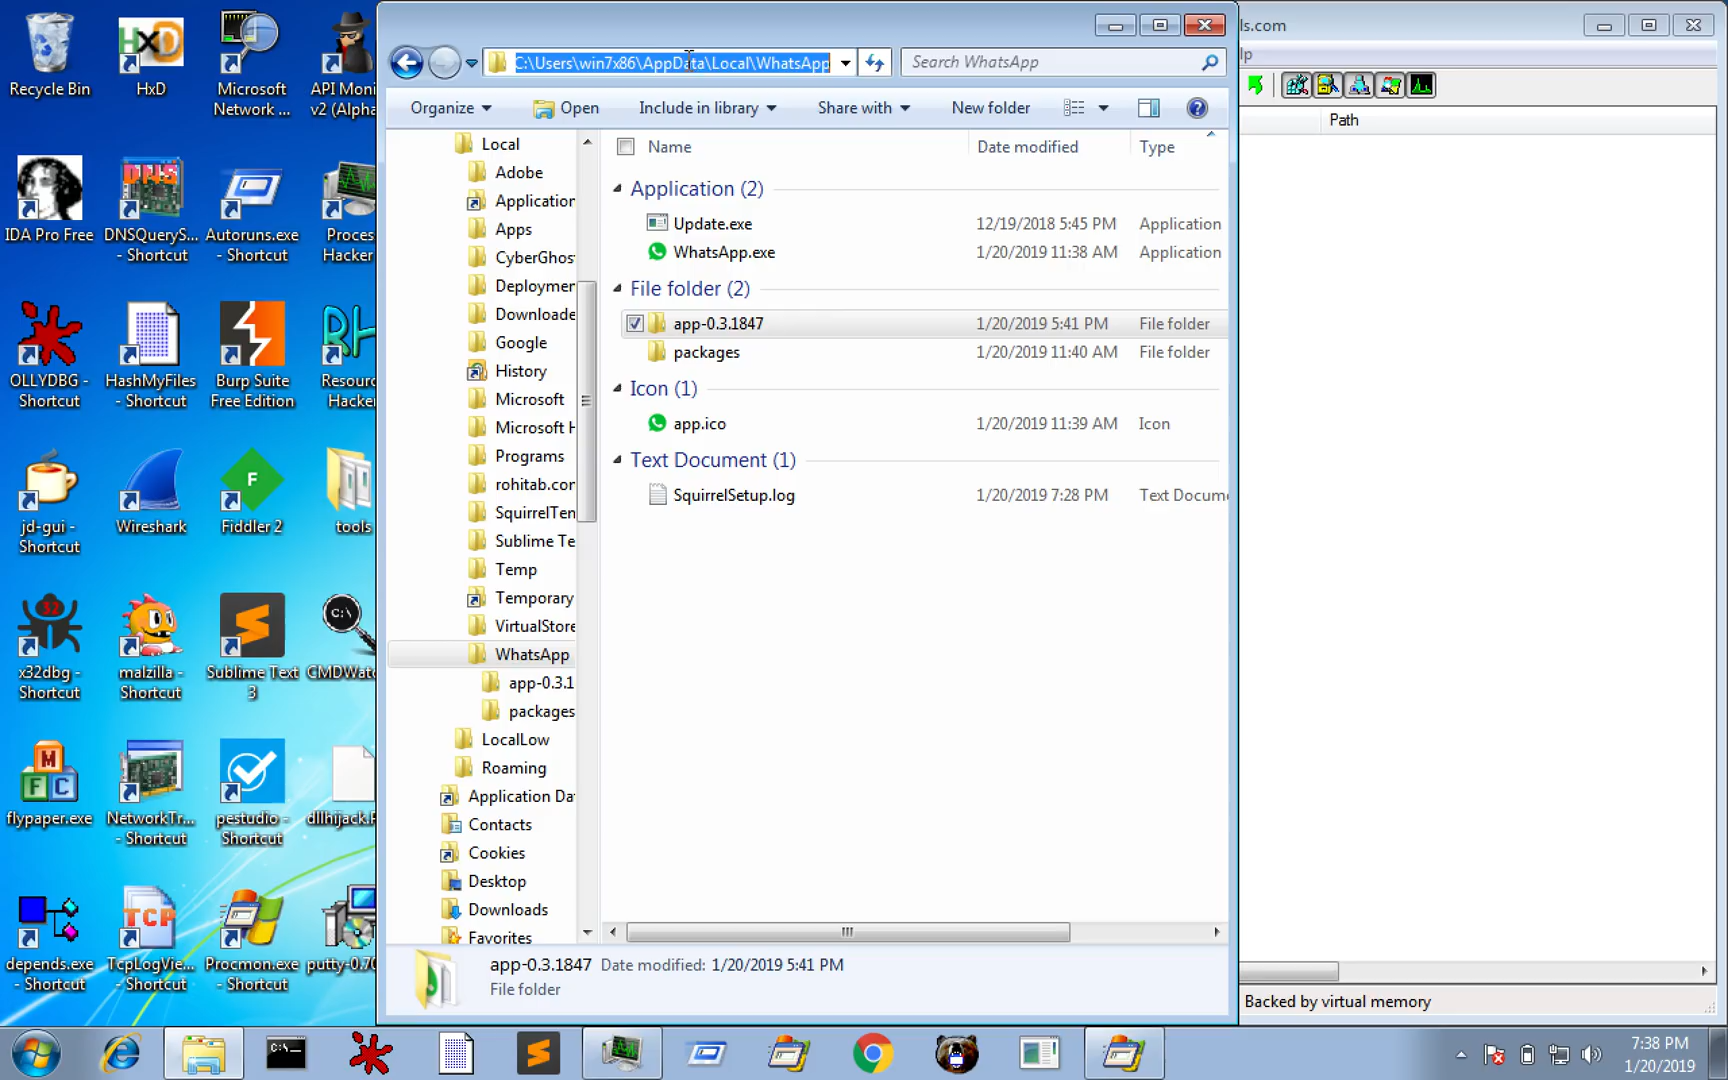 Recycle Bin
HxD
Microsoft
Network ...
API Moni
v2 (Alpha
IDA Pro Free
DNS
DNSQueryS...
- Shortcut
Autoruns.exe
- Shortcut
Proces
Hacker
OLLYDBG -
Shortcut
HashMyFiles
- Shortcut
Burp Suite
Free Edition
RH
Resourc
Hacker
jd-gui -
Shortcut
Wireshark
F
Fiddler 2
tools
32
x32dbg -
Shortcut
malzilla -
Shortcut
Sublime Text
3
C:\
CMDWatc
M
F C
flypaper.exe
NetworkTr...
- Shortcut
pestudio -
Shortcut
dllhijack.P
depends.exe
- Shortcut
TCP
TcpLogVie...
- Shortcut
Procmon.exe
- Shortcut
putty-0.70
C:\Users\win7x86\AppData\Local\WhatsApp
Search WhatsApp
Organize
Open
Include in library
Share with
New folder
Local
Adobe
Application
Apps
CyberGhos
Deploymen
Downloade
Google
History
Microsoft
Microsoft H
Programs
rohitab.com
SquirrelTen
Sublime Te
Temp
Temporary
VirtualStore
WhatsApp
app-0.3.1
packages
LocalLow
Roaming
Application Da
Contacts
Cookies
Desktop
Downloads
Favorites
Name Date modified Type
Application (2)
Update.exe 12/19/2018 5:45 PM Application
WhatsApp.exe 1/20/2019 11:38 AM Application
File folder (2)
app-0.3.1847 1/20/2019 5:41 PM File folder
packages 1/20/2019 11:40 AM File folder
Icon (1)
app.ico 1/20/2019 11:39 AM Icon
Text Document (1)
SquirrelSetup.log 1/20/2019 7:28 PM Text Docume
app-0.3.1847 Date modified: 1/20/2019 5:41 PM
File folder
ls.com
lp
Path
Backed by virtual memory
C:\
7:38 PM
1/20/2019